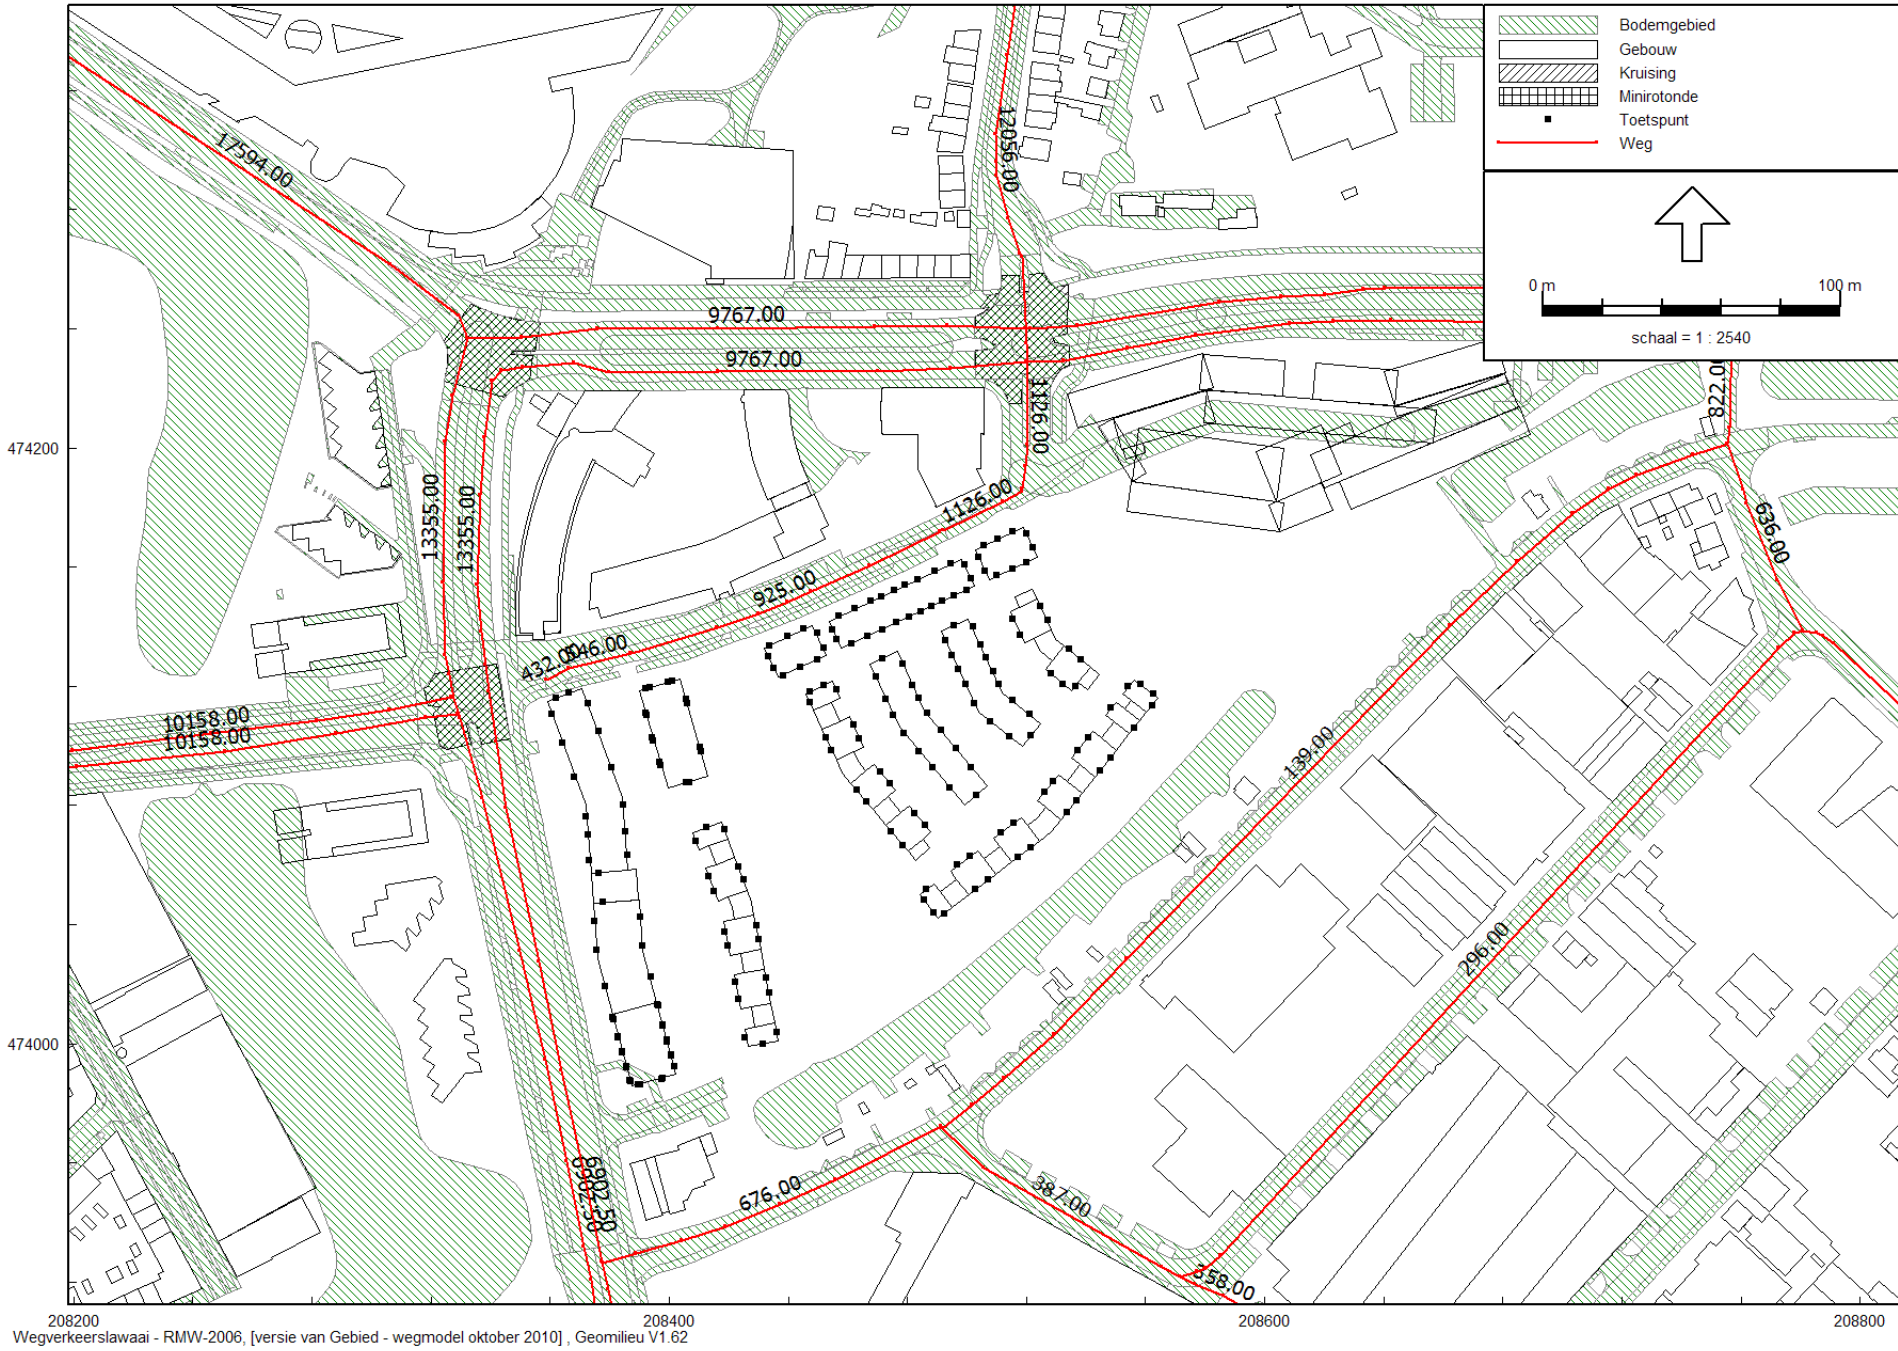 Bodemgebied
Gebouw
Kruising
Minirotonde
Toetspunt
Weg
0 m
100 m
schaal = 1 : 2540
17594.00
12056.00
9767.00
9767.00
1126.00
822.00
474200
13355.00
13355.00
1126.00
636.00
925.00
432.00
546.00
10158.00
10158.00
139.00
296.00
474000
6902.50
6902.50
676.00
387.00
358.00
208200
208400
208600
208800
Wegverkeerslawaai - RMW-2006, [versie van Gebied - wegmodel oktober 2010] , Geomilieu V1.62